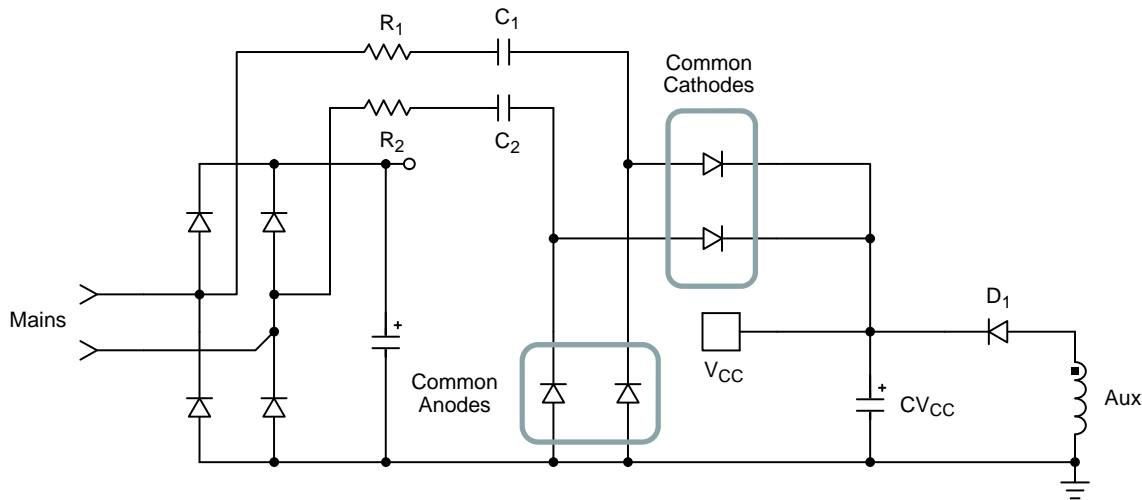 R1
C1
Common
Cathodes
R2
C2
Mains
D1
VCC
Common
Anodes
CVCC
Aux
+
+